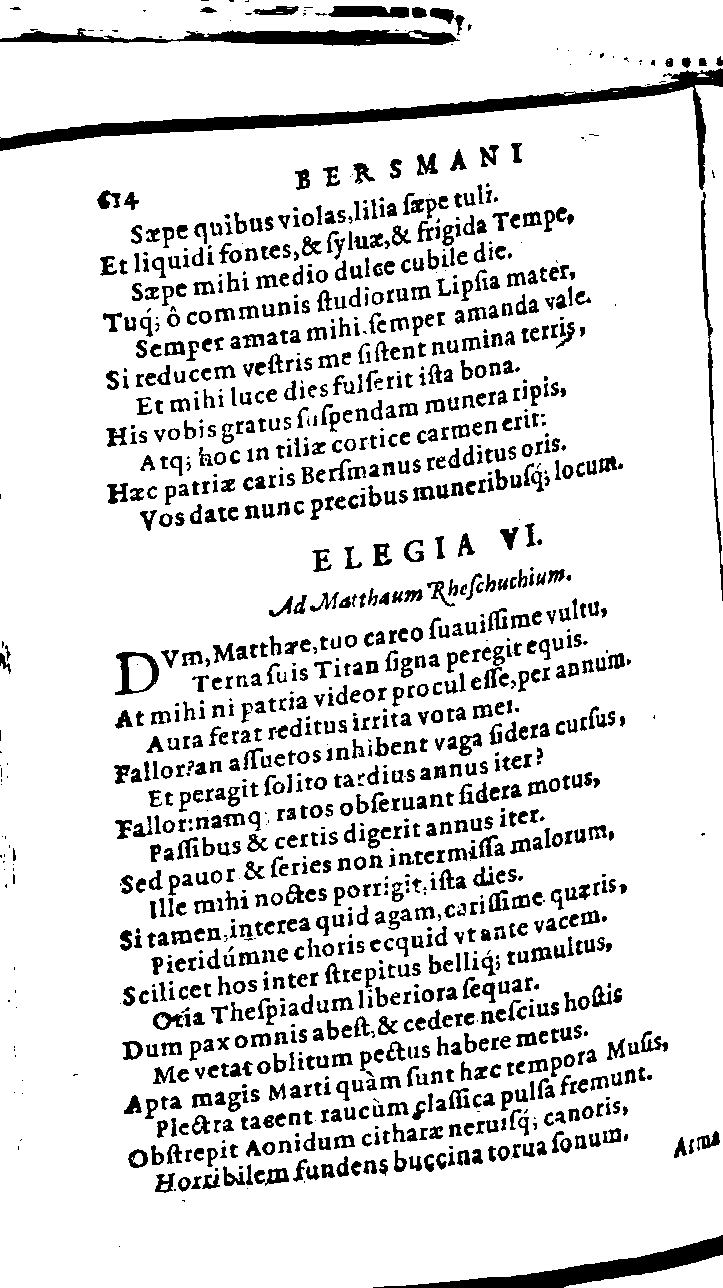 614 BERSMANI
Sæpe quibus violas, lilia ſæpe tuli.
Et liquidi fontes, & ſyluæ, & frigida Tempe,
Sæpe mihi medio dulce cubile die.
Tuq́; ô communis ſtudiorum Lipſia mater,
Semper amata mihi. ſemper amanda vale.
Si reducem veſtris me ſiſtent numina terris,
Et mihi luce dies fulſerit iſta bona.
His vobis gratus ſuſpendam munera ripis,
Atq; hoc in tiliæ cortice carmen erit:
Hæc patriæ caris Berſmanus redditus oris.
Vos date nunc precibus muneribuſq́; locum.
ELEGIA VI.
Ad Matthæum Rheſchuchium.
DVm, Matthæe, tuo careo ſuauiſſime vultu,
Terna ſuis Titan ſigna peregit equis.
At mihi ni patria videor procul eſſe, per annum.
Aura ferat reditus irrita vota mei.
Fallor? an aſſuetos inhibent vaga ſidera curſus,
Et peragit ſolito tardius annus iter?
Fallor: namq; ratos obſeruant ſidera motus,
Paſſibus & certis digerit annus iter.
Sed pauor & ſeries non intermiſſa malorum,
Ille mihi noctes porrigit, iſta dies.
Si tamen, interea quid agam, cariſſime quæris,
Pieridúmne choris ecquid vt ante vacem.
Scilicet hos inter ſtrepitus belliq́; tumultus,
Otia Theſpiadum liberiora ſequar.
Dum pax omnis abeſt, & cedere neſcius hoſtis
Me vetat oblitum pectus habere metus.
Apta magis Marti quàm ſunt hæc tempora Muſis,
Plectra tacent raucùm claſſica pulſa fremunt.
Obſtrepit Aonidum citharæ neruiſq́; canoris,
Horribilem fundens buccina torua ſonum.
Arma